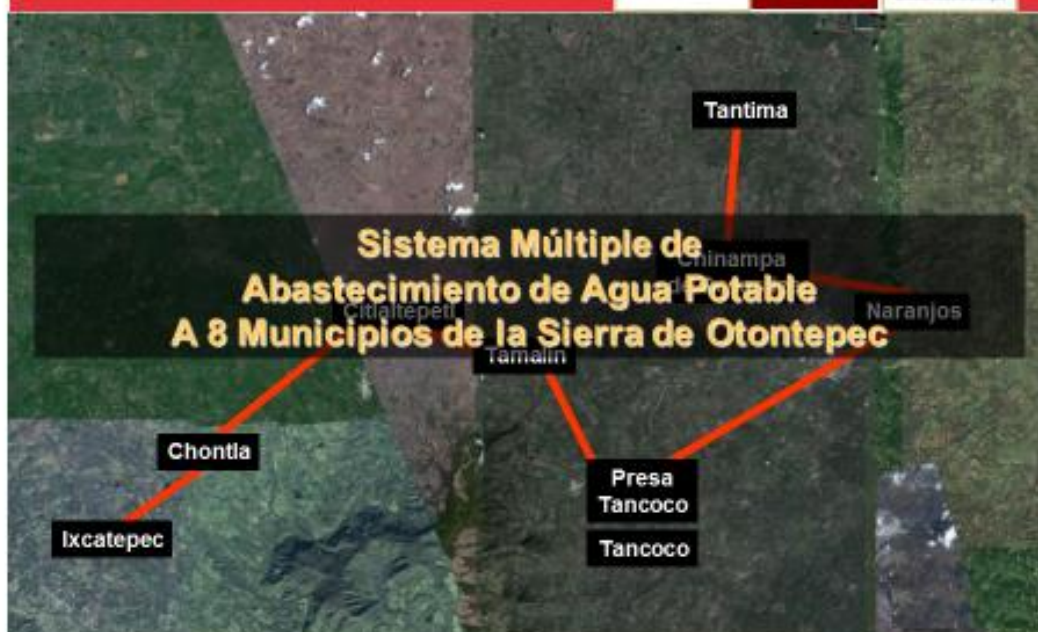 Tantima
Sistema Múltiple de
Chinampa
Abastecimiento de Agua Potable
Citlaltepetl
Naranjos
A 8 Municipios de la Sierra de Otontepec
Tamalin
Chontla
Presa
Tancoco
Ixcatepec
Tancoco